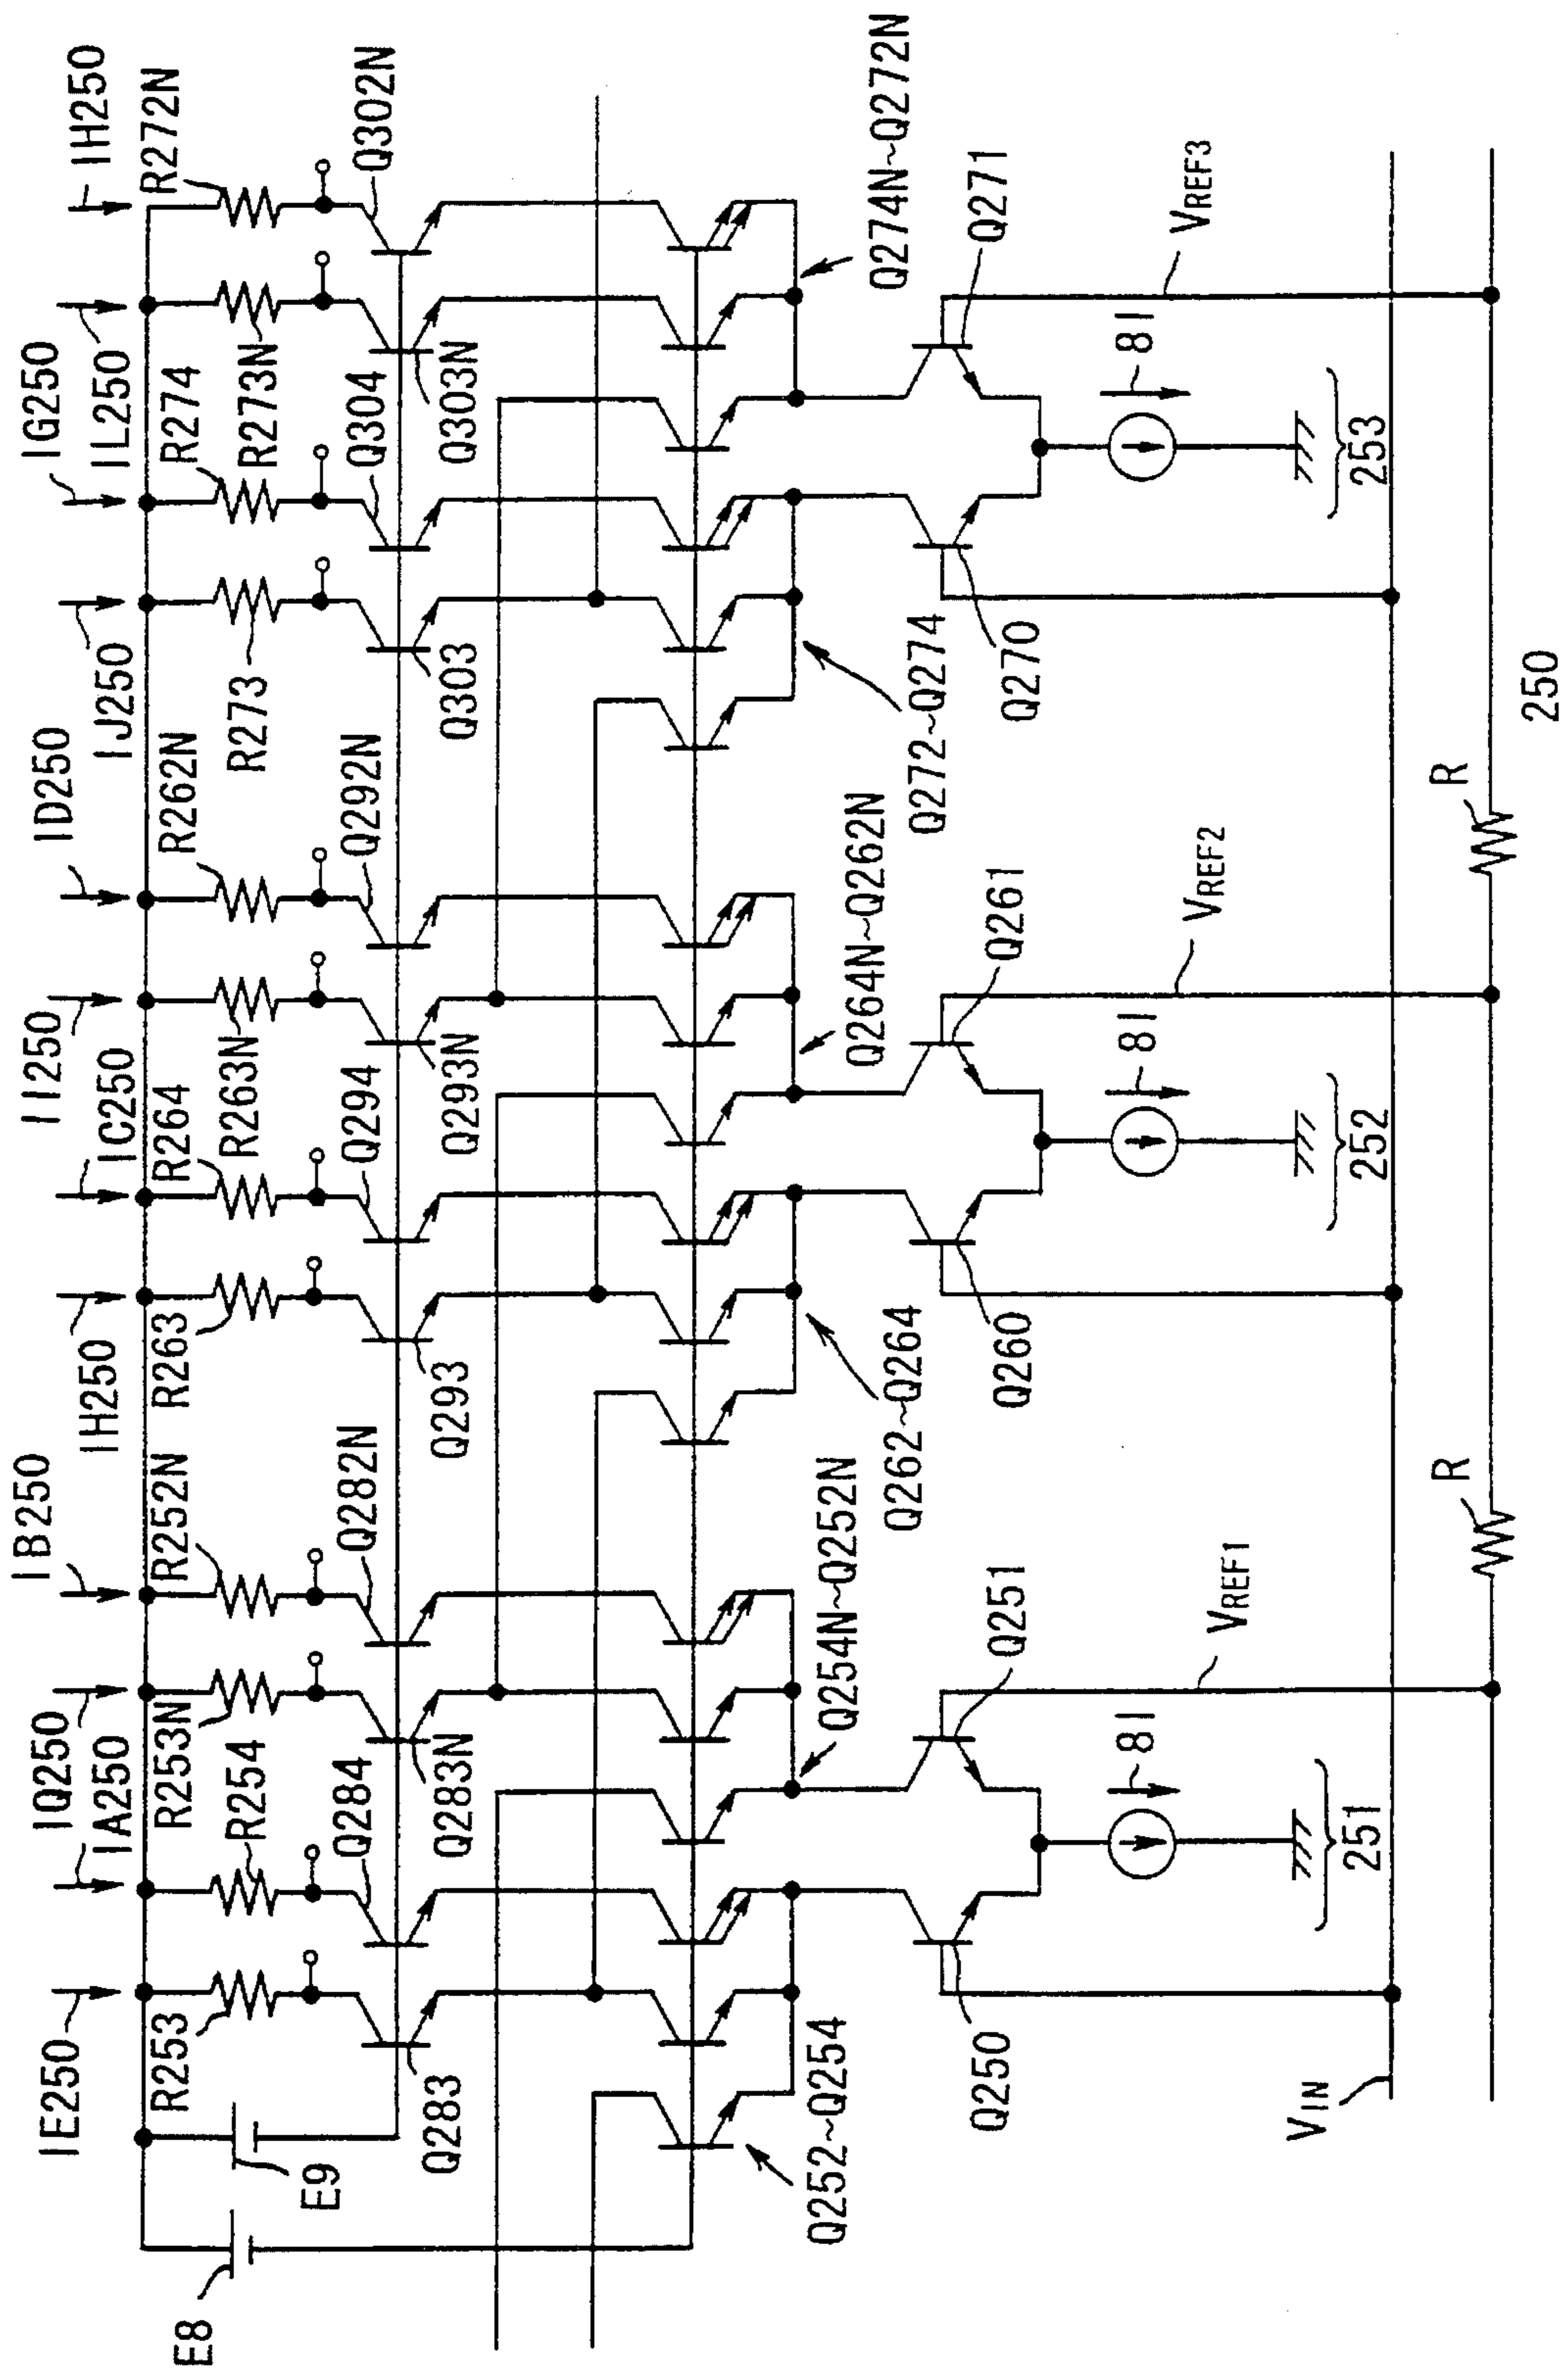 E8
E9
IE250
R253
Q283
IA250
IQ250
R254
Q284
R253N
Q283N
IB250
R252N
Q282N
IH250
R263
Q293
IC250
R264
Q294
II250
R263N
Q293N
ID250
R262N
Q292N
IJ250
R273
Q303
IG250
R274
Q304
IL250
R273N
Q303N
IH250
R272N
Q302N
Q252~Q254
Q254N~Q252N
Q262~Q264
Q264N~Q262N
Q272~Q274
Q274N~Q272N
Q250
Q251
Q260
Q261
Q270
Q271
8I
8I
8I
251
252
253
VREF1
VREF2
VREF3
VIN
R
R
250